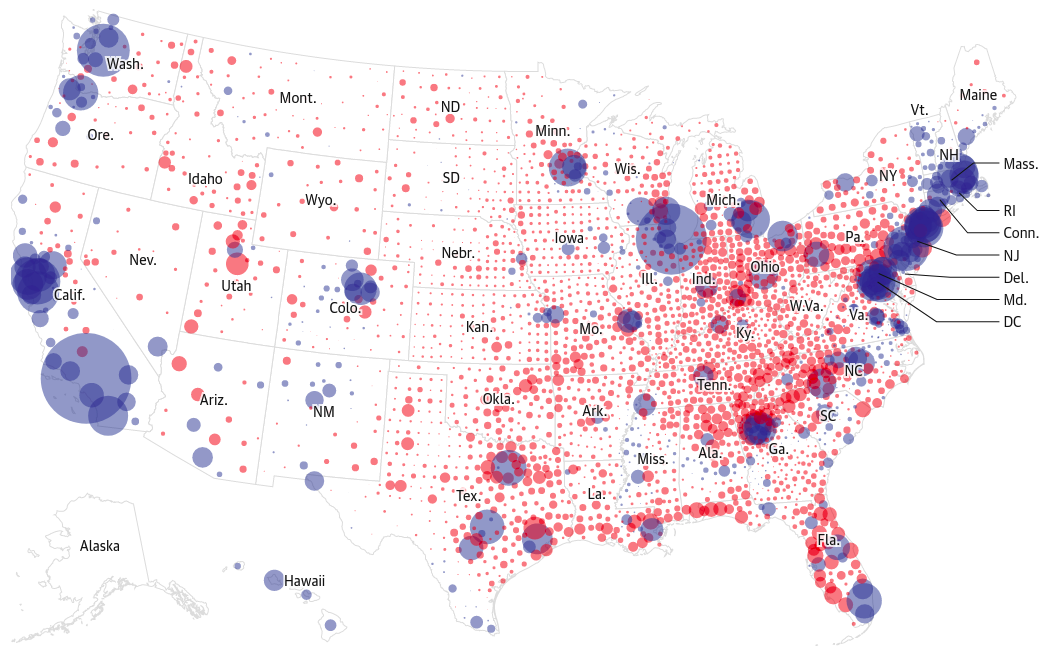 Wash.
Mont.
ND
Minn.
Vt.
Maine
Ore.
Idaho
SD
Wis.
NH
Mass.
NY
Wyo.
Mich.
RI
Conn.
Nev.
Utah
Nebr.
Iowa
Ill.
Ind.
Ohio
Pa.
NJ
Del.
Calif.
Colo.
Kan.
Mo.
Ky.
W.Va.
Va.
Md.
DC
Ariz.
NM
Okla.
Ark.
Tenn.
NC
SC
Tex.
La.
Miss.
Ala.
Ga.
Alaska
Hawaii
Fla.